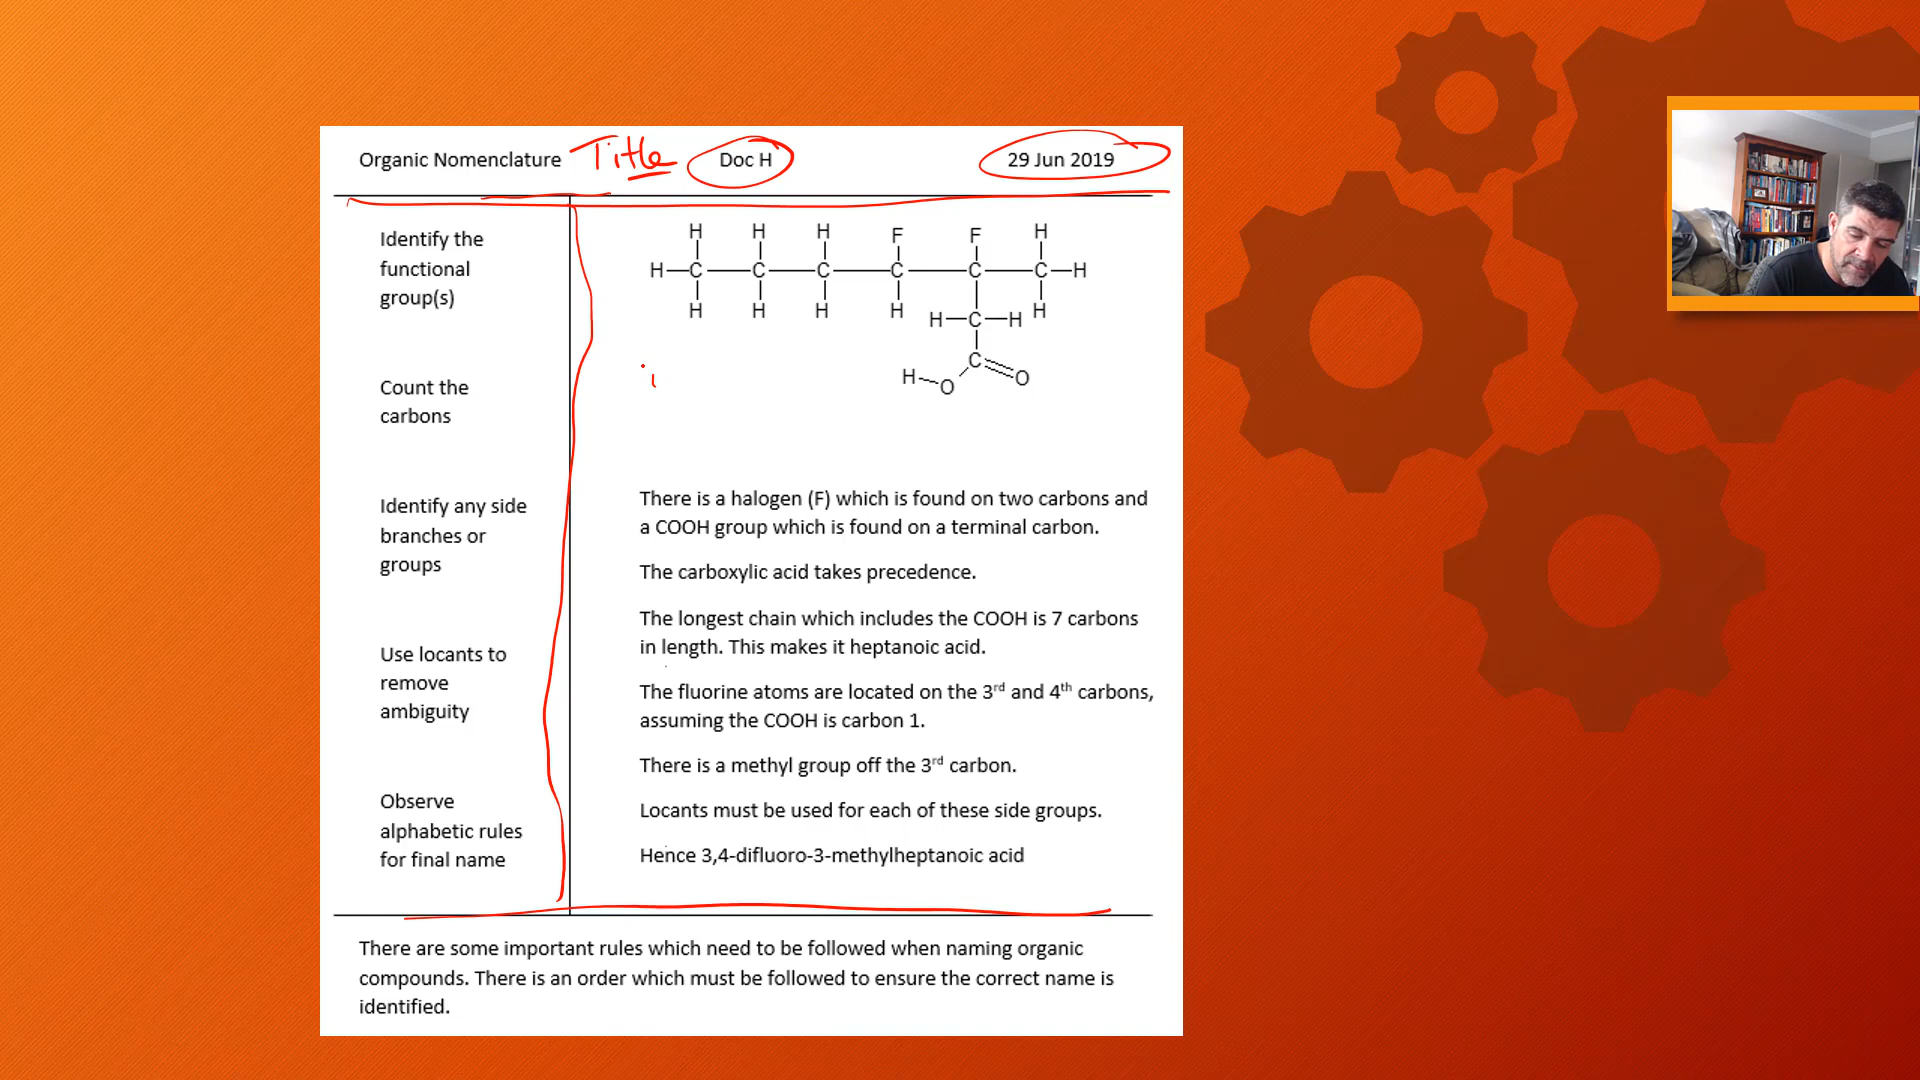 Organic Nomenclature Title Doc H 29 Jun 2019
Identify the
functional
group(s)
Count the
carbons
Identify any side
branches or
groups
Use locants to
remove
ambiguity
Observe
alphabetic rules
for final name
H H H F F H
H C C C C C C H
H H H H H C H H
C
H O O
There is a halogen (F) which is found on two carbons and
a COOH group which is found on a terminal carbon.
The carboxylic acid takes precedence.
The longest chain which includes the COOH is 7 carbons
in length. This makes it heptanoic acid.
The fluorine atoms are located on the 3rd and 4th carbons,
assuming the COOH is carbon 1.
There is a methyl group off the 3rd carbon.
Locants must be used for each of these side groups.
Hence 3,4-difluoro-3-methylheptanoic acid
There are some important rules which need to be followed when naming organic
compounds. There is an order which must be followed to ensure the correct name is
identified.